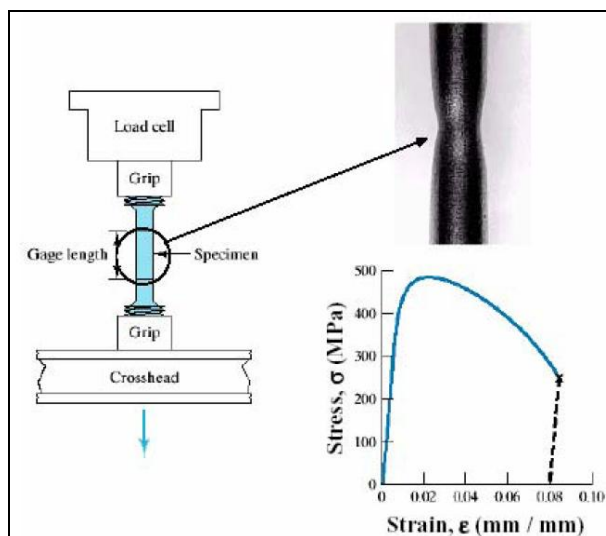 Load cell
Grip
Gage length
Specimen
Grip
Crosshead
500
400
300
200
100
0
Stress, σ (MPa)
0 0.02 0.04 0.06 0.08 0.10
Strain, ε (mm / mm)